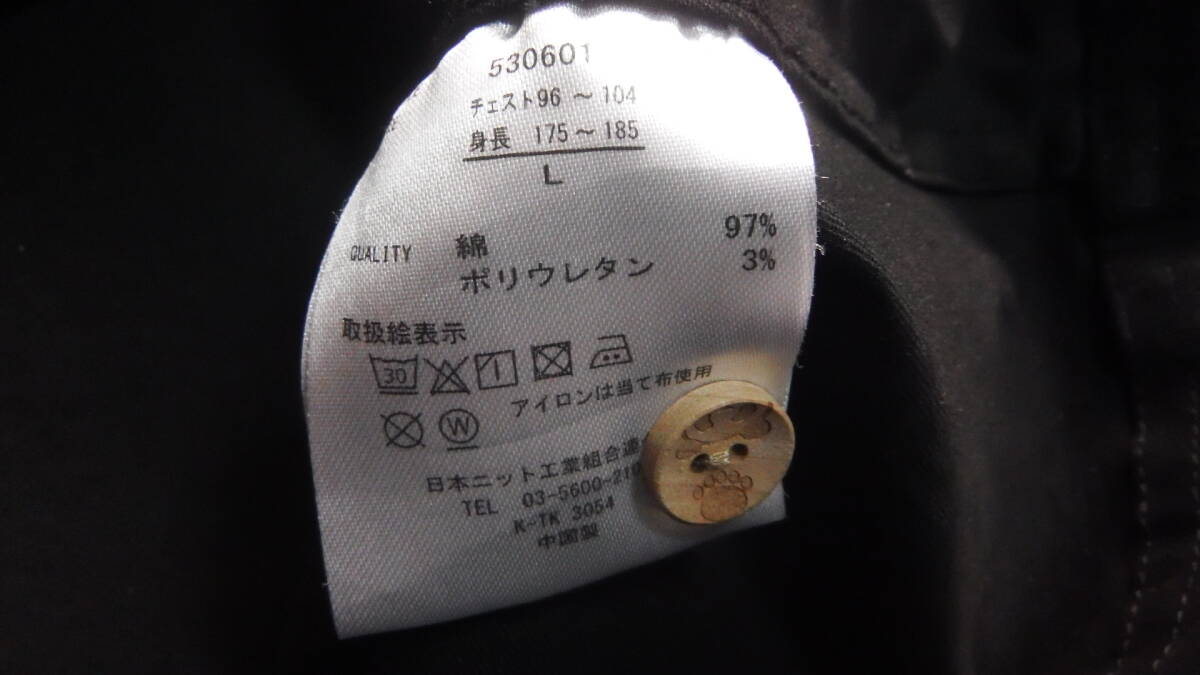 530601
チェスト96 ～ 104
身長 175～185
L
QUALITY 綿 97%
ポリウレタン 3%
取扱絵表示
30
アイロンは当て布使用
W
日本ニット工業組合連
TEL 03-5600-210
K-TK 3054
中国製